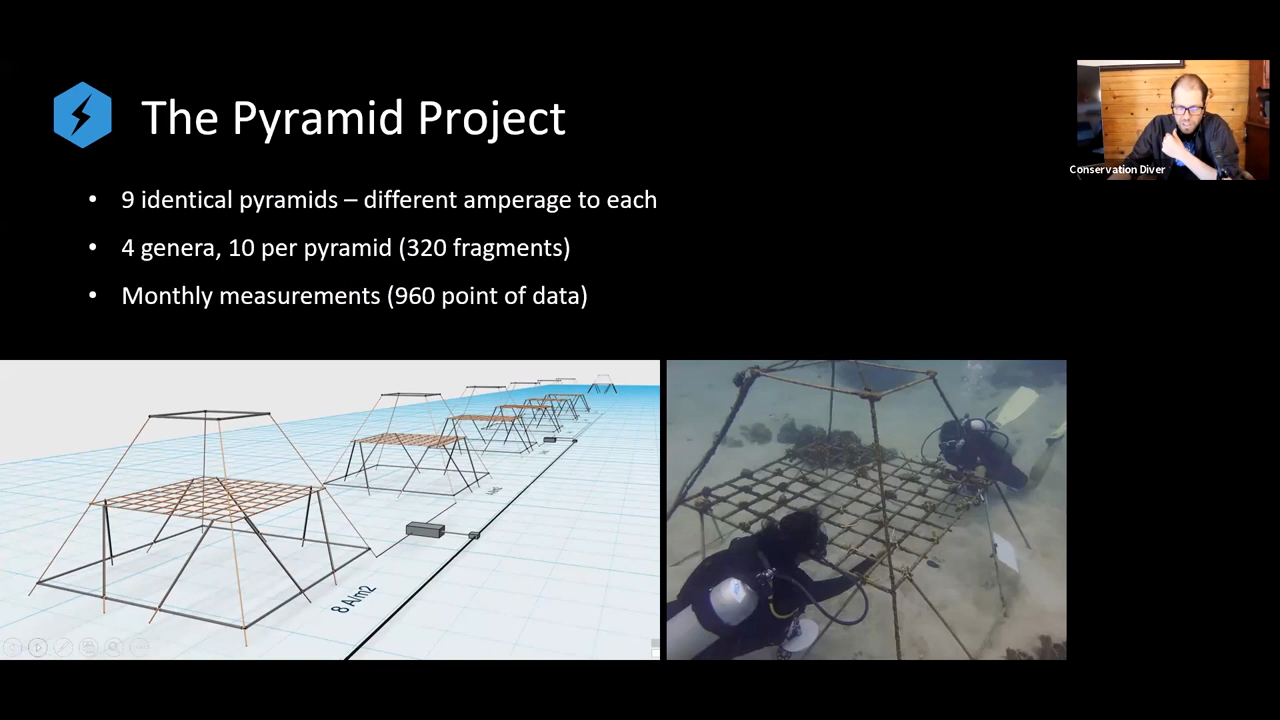 The Pyramid Project
Conservation Diver
• 9 identical pyramids – different amperage to each
• 4 genera, 10 per pyramid (320 fragments)
• Monthly measurements (960 point of data)
8 A/m2